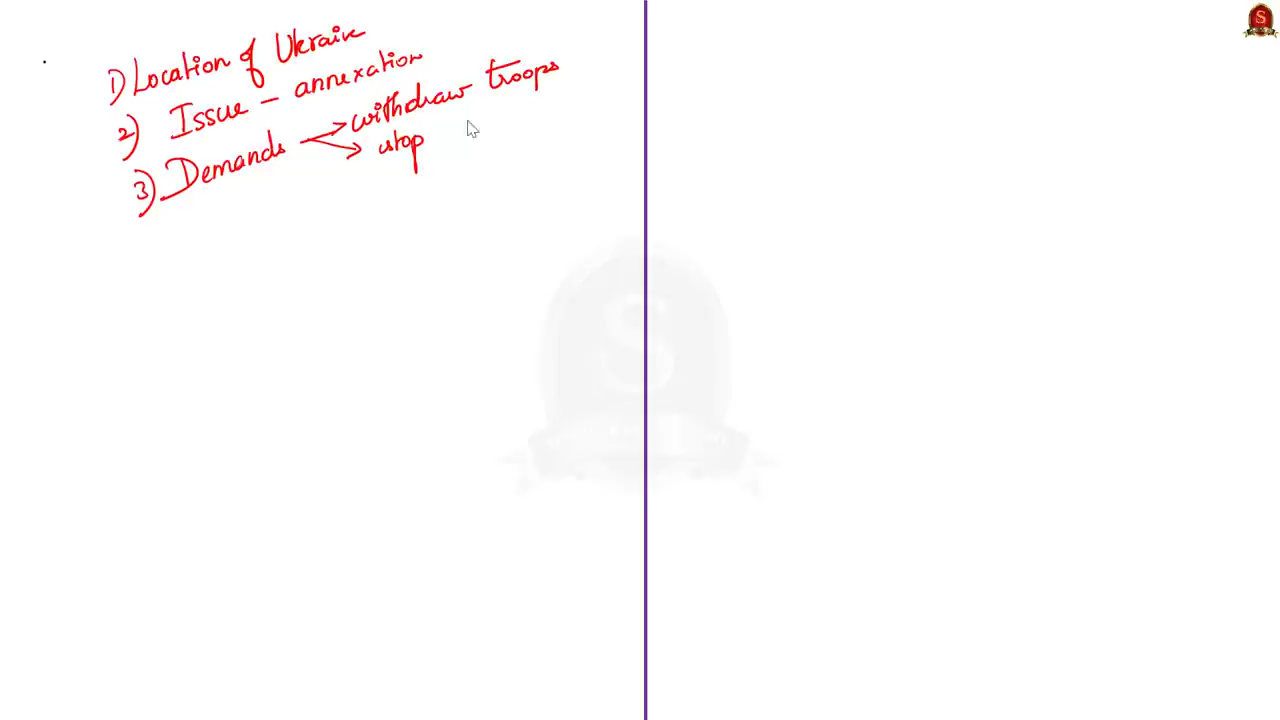 1) Location of Ukraine
2) Issue - annexation
3) Demands → withdraw troops
→ stop
S
S